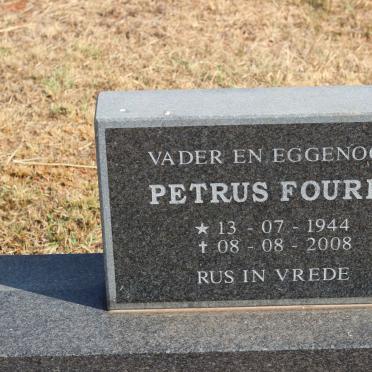 VADER EN EGGENOO
PETRUS FOURI
★ 13 - 07 - 1944
✝ 08 - 08 - 2008
RUS IN VREDE